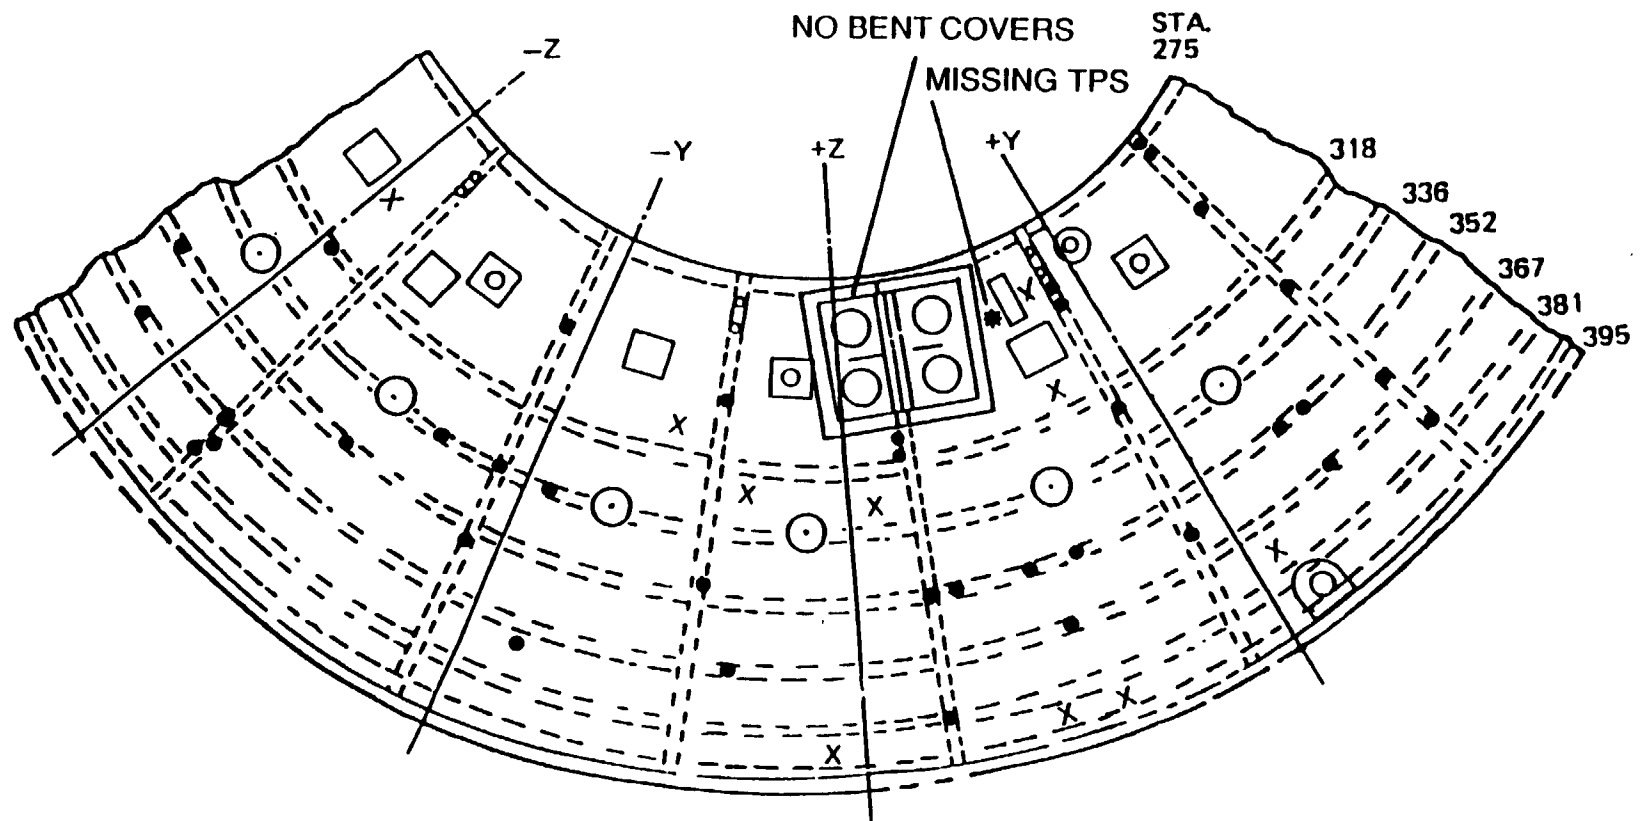 NO BENT COVERS
MISSING TPS
STA.
275
-Z
-Y
+Z
+Y
318
336
352
367
381
395
X
X
X
X
X
X
X
X
X
X
X